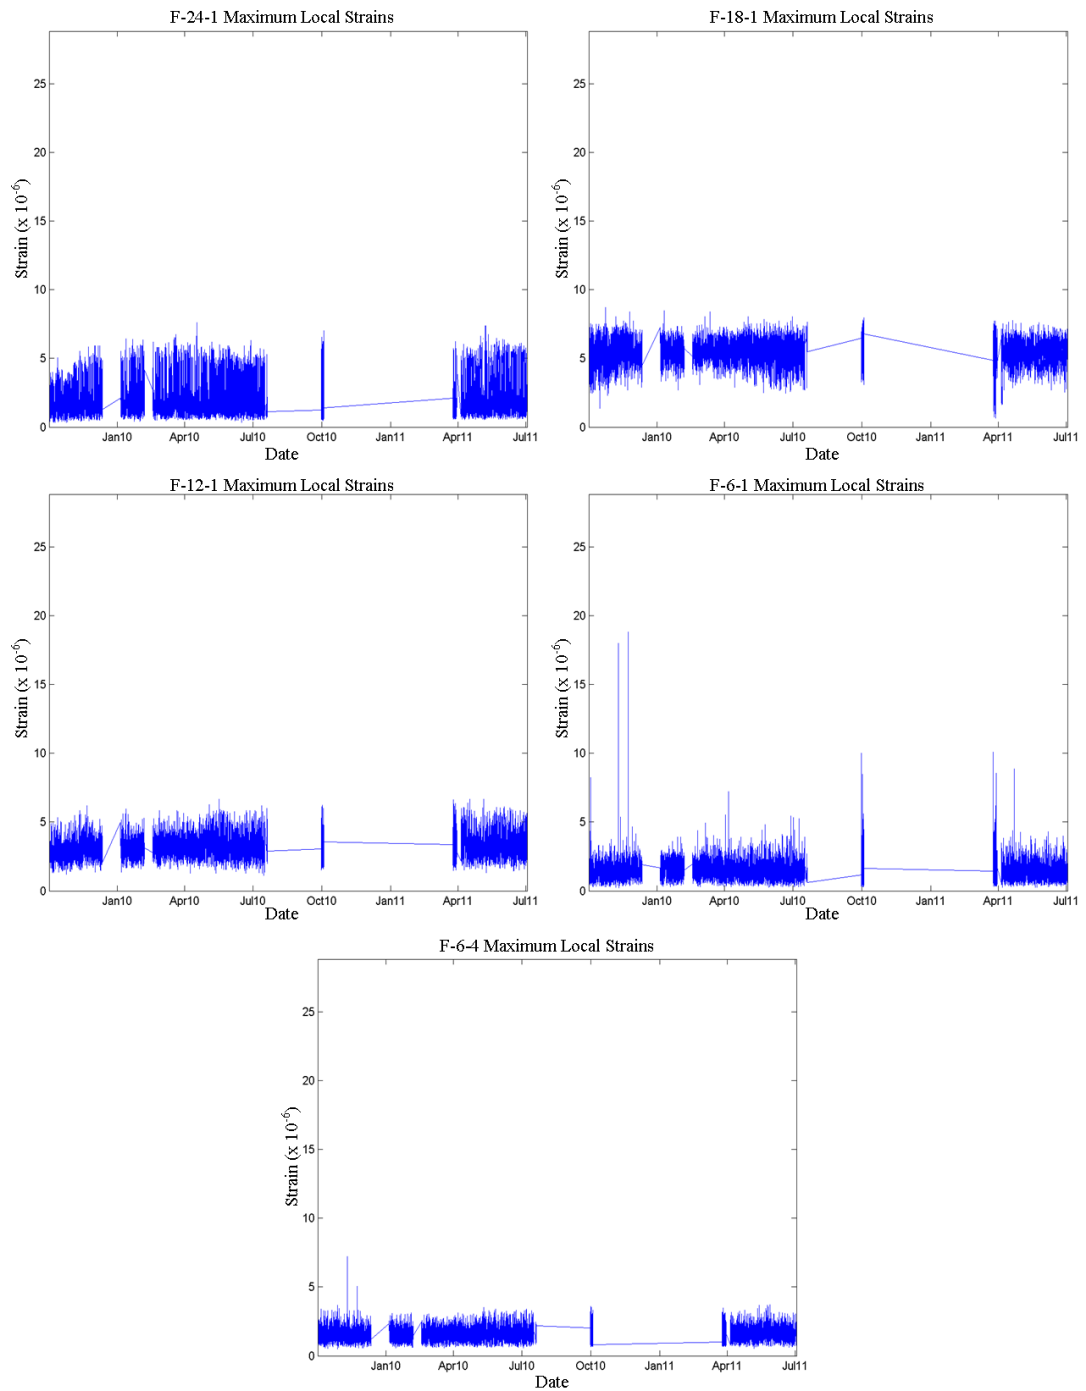 F-24-1 Maximum Local Strains
25
20
15
10
5
0
Strain (x 10^-6)
Jan10 Apr10 Jul10 Oct10 Jan11 Apr11 Jul11
Date
F-18-1 Maximum Local Strains
25
20
15
10
5
0
Strain (x 10^-6)
Jan10 Apr10 Jul10 Oct10 Jan11 Apr11 Jul11
Date
F-12-1 Maximum Local Strains
25
20
15
10
5
0
Strain (x 10^-6)
Jan10 Apr10 Jul10 Oct10 Jan11 Apr11 Jul11
Date
F-6-1 Maximum Local Strains
25
20
15
10
5
0
Strain (x 10^-6)
Jan10 Apr10 Jul10 Oct10 Jan11 Apr11 Jul11
Date
F-6-4 Maximum Local Strains
25
20
15
10
5
0
Strain (x 10^-6)
Jan10 Apr10 Jul10 Oct10 Jan11 Apr11 Jul11
Date